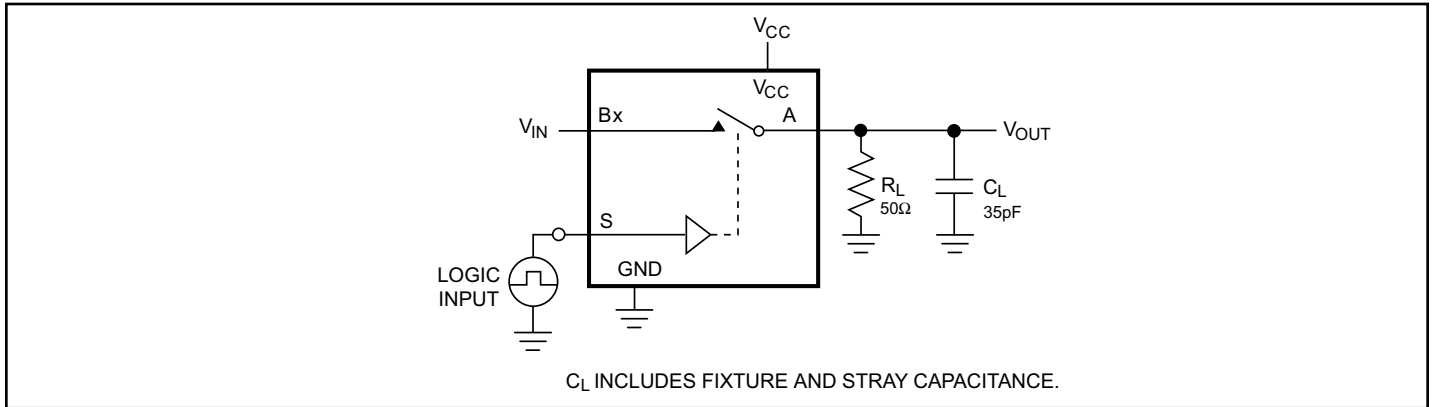 VCC
VCC
VIN
Bx
A
VOUT
RL
50Ω
CL
35pF
S
LOGIC
INPUT
GND
CL INCLUDES FIXTURE AND STRAY CAPACITANCE.